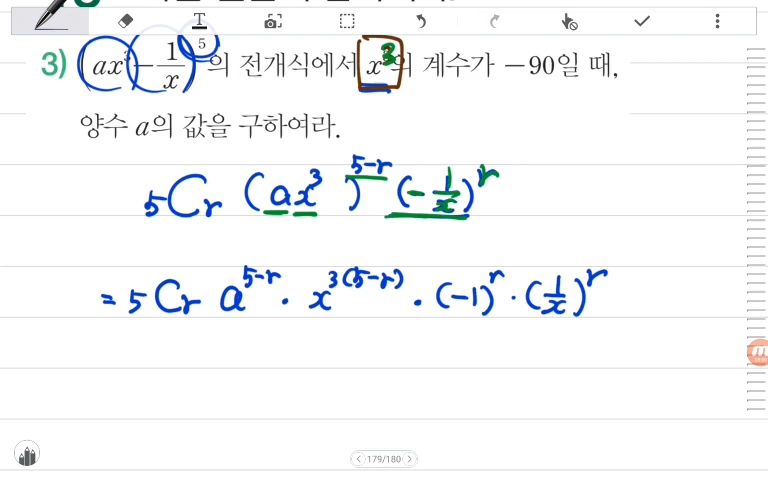 3) (ax³ − 1/x)⁵의 전개식에서 x³의 계수가 −90일 때,
양수 a의 값을 구하여라.
₅Cᵣ (ax³)⁵⁻ʳ (−1/x)ʳ
= ₅Cᵣ a⁵⁻ʳ · x³⁽⁵⁻ʳ⁾ · (−1)ʳ · (1/x)ʳ
179/180